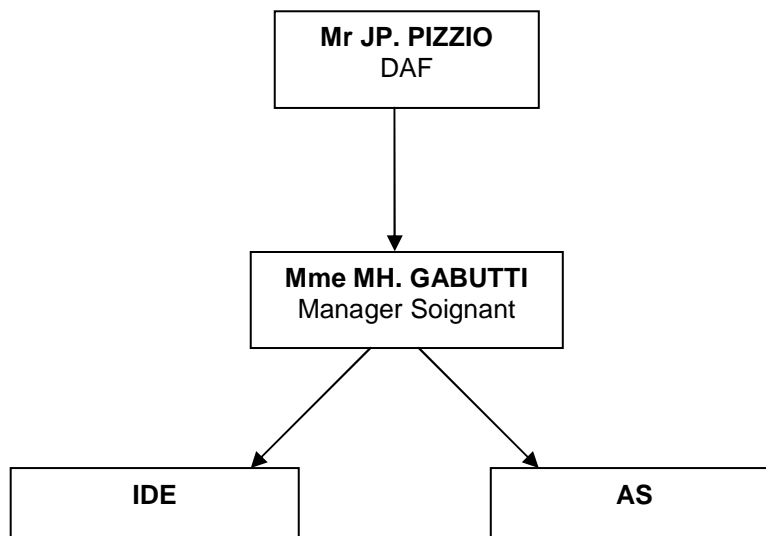 Mr JP. PIZZIO
DAF
Mme MH. GABUTTI
Manager Soignant
IDE
AS